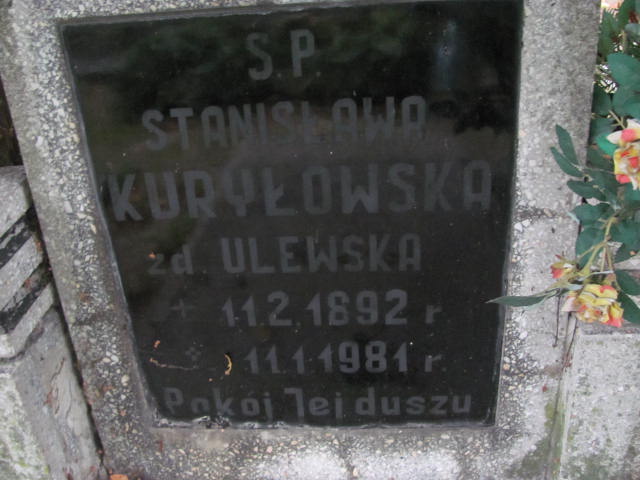 Ś.P.
STANISŁAWA
KURYŁOWSKA
zd ULEWSKA
+ 11 2.1892 r
+ 11.1 1981 r.
Pokój Jej duszu